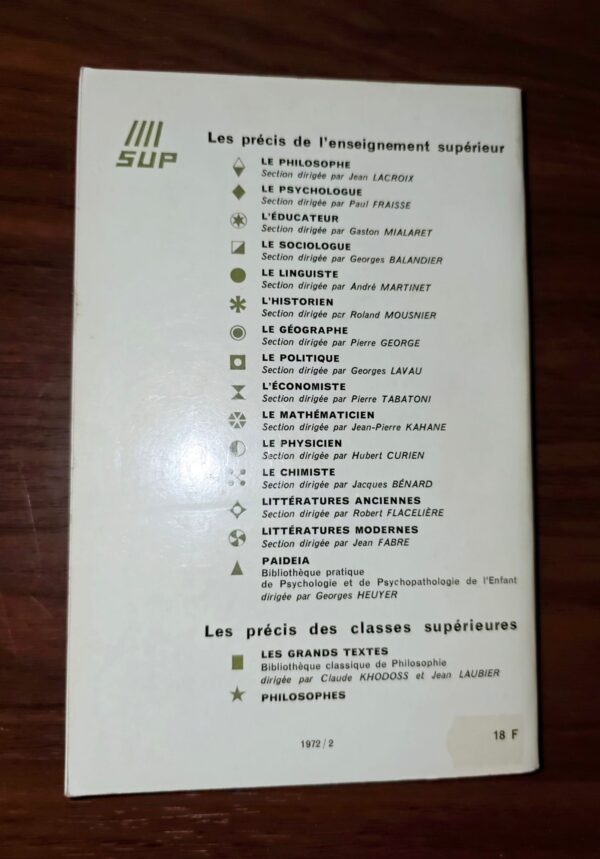 SUP
Les précis de l'enseignement supérieur
LE PHILOSOPHE
Section dirigée par Jean LACROIX
LE PSYCHOLOGUE
Section dirigée par Paul FRAISSE
L'ÉDUCATEUR
Section dirigée par Gaston MIALARET
LE SOCIOLOGUE
Section dirigée par Georges BALANDIER
LE LINGUISTE
Section dirigée par André MARTINET
L'HISTORIEN
Section dirigée par Roland MOUSNIER
LE GÉOGRAPHE
Section dirigée par Pierre GEORGE
LE POLITIQUE
Section dirigée par Georges LAVAU
L'ÉCONOMISTE
Section dirigée par Pierre TABATONI
LE MATHÉMATICIEN
Section dirigée par Jean-Pierre KAHANE
LE PHYSICIEN
Section dirigée par Hubert CURIEN
LE CHIMISTE
Section dirigée par Jacques BÉNARD
LITTÉRATURES ANCIENNES
Section dirigée par Robert FLACELIÈRE
LITTÉRATURES MODERNES
Section dirigée par Jean FABRE
PAIDEIA
Bibliothèque pratique
de Psychologie et de Psychopathologie de l'Enfant
dirigée par Georges HEUYER
Les précis des classes supérieures
LES GRANDS TEXTES
Bibliothèque classique de Philosophie
dirigée par Claude KHODOSS et Jean LAUBIER
PHILOSOPHES
1972/2
18 F